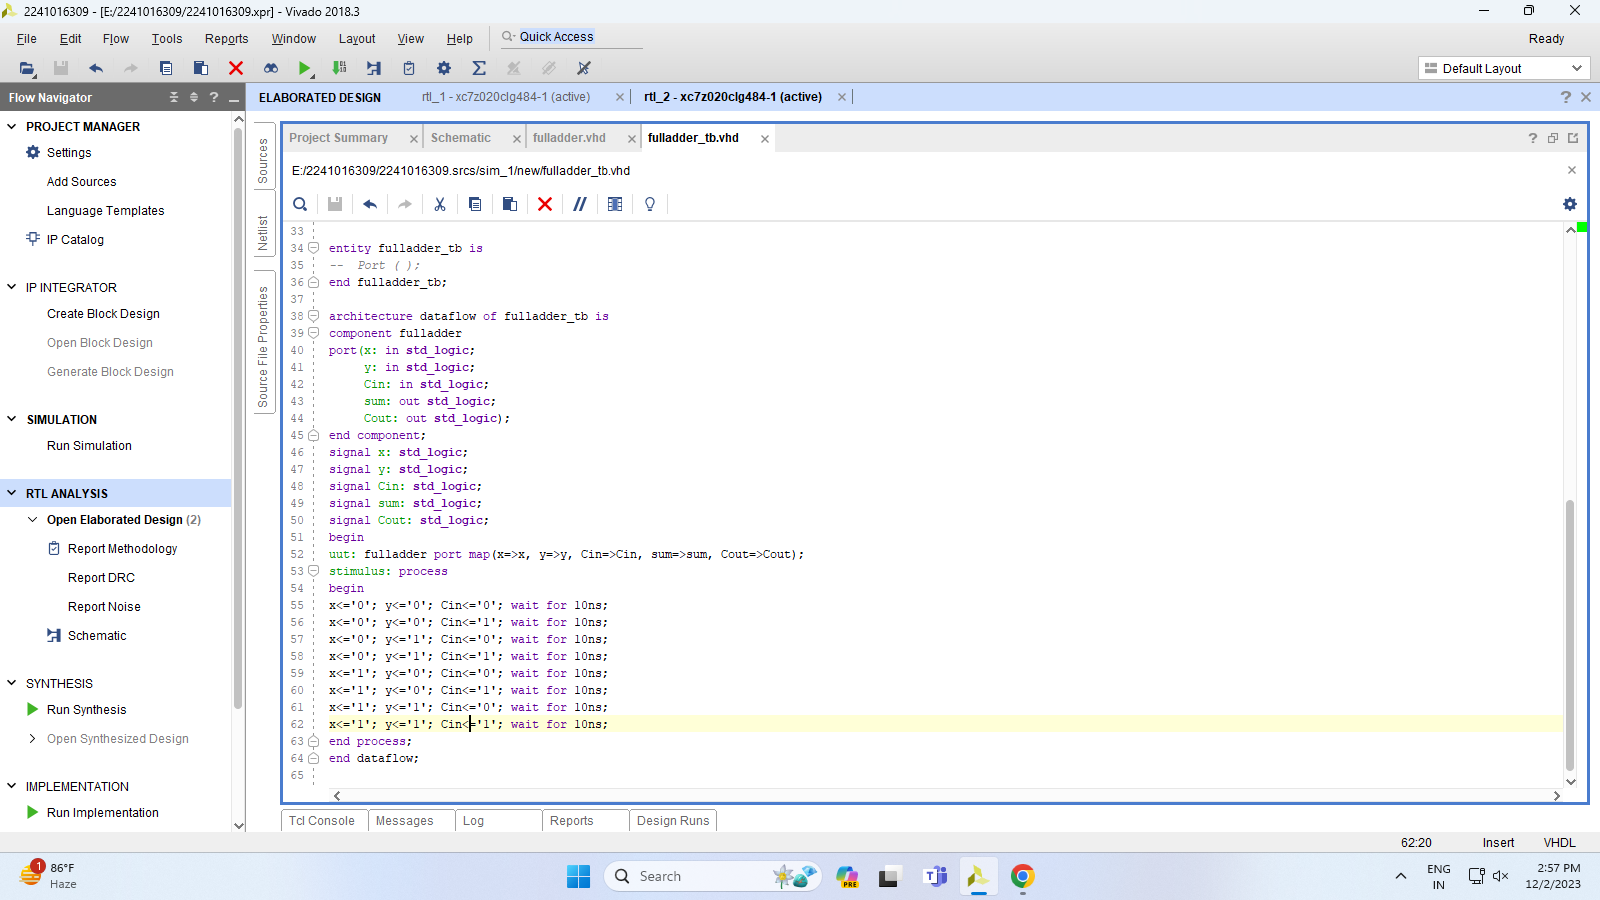 2241016309 - [E:/2241016309/2241016309.xpr] - Vivado 2018.3
File Edit Flow Tools Reports Window Layout View Help Quick Access Ready
Default Layout
Flow Navigator ?
ELABORATED DESIGN rtl_1 - xc7z020clg484-1 (active) rtl_2 - xc7z020clg484-1 (active) ?
PROJECT MANAGER
Settings
Add Sources
Language Templates
IP Catalog
IP INTEGRATOR
Create Block Design
Open Block Design
Generate Block Design
SIMULATION
Run Simulation
RTL ANALYSIS
Open Elaborated Design (2)
Report Methodology
Report DRC
Report Noise
Schematic
SYNTHESIS
Run Synthesis
Open Synthesized Design
IMPLEMENTATION
Run Implementation
Sources
Netlist
Source File Properties
Project Summary Schematic fulladder.vhd fulladder_tb.vhd ?
E:/2241016309/2241016309.srcs/sim_1/new/fulladder_tb.vhd
33
34 entity fulladder_tb is
35 --  Port ( );
36 end fulladder_tb;
37
38 architecture dataflow of fulladder_tb is
39 component fulladder
40 port(x: in std_logic;
41      y: in std_logic;
42      Cin: in std_logic;
43      sum: out std_logic;
44      Cout: out std_logic);
45 end component;
46 signal x: std_logic;
47 signal y: std_logic;
48 signal Cin: std_logic;
49 signal sum: std_logic;
50 signal Cout: std_logic;
51 begin
52 uut: fulladder port map(x=>x, y=>y, Cin=>Cin, sum=>sum, Cout=>Cout);
53 stimulus: process
54 begin
55 x<='0'; y<='0'; Cin<='0'; wait for 10ns;
56 x<='0'; y<='0'; Cin<='1'; wait for 10ns;
57 x<='0'; y<='1'; Cin<='0'; wait for 10ns;
58 x<='0'; y<='1'; Cin<='1'; wait for 10ns;
59 x<='1'; y<='0'; Cin<='0'; wait for 10ns;
60 x<='1'; y<='0'; Cin<='1'; wait for 10ns;
61 x<='1'; y<='1'; Cin<='0'; wait for 10ns;
62 x<='1'; y<='1'; Cin<='1'; wait for 10ns;
63 end process;
64 end dataflow;
65
Tcl Console Messages Log Reports Design Runs
62:20 Insert VHDL
1 86°F
Haze
Search
PRE
ENG
IN
2:57 PM
12/2/2023